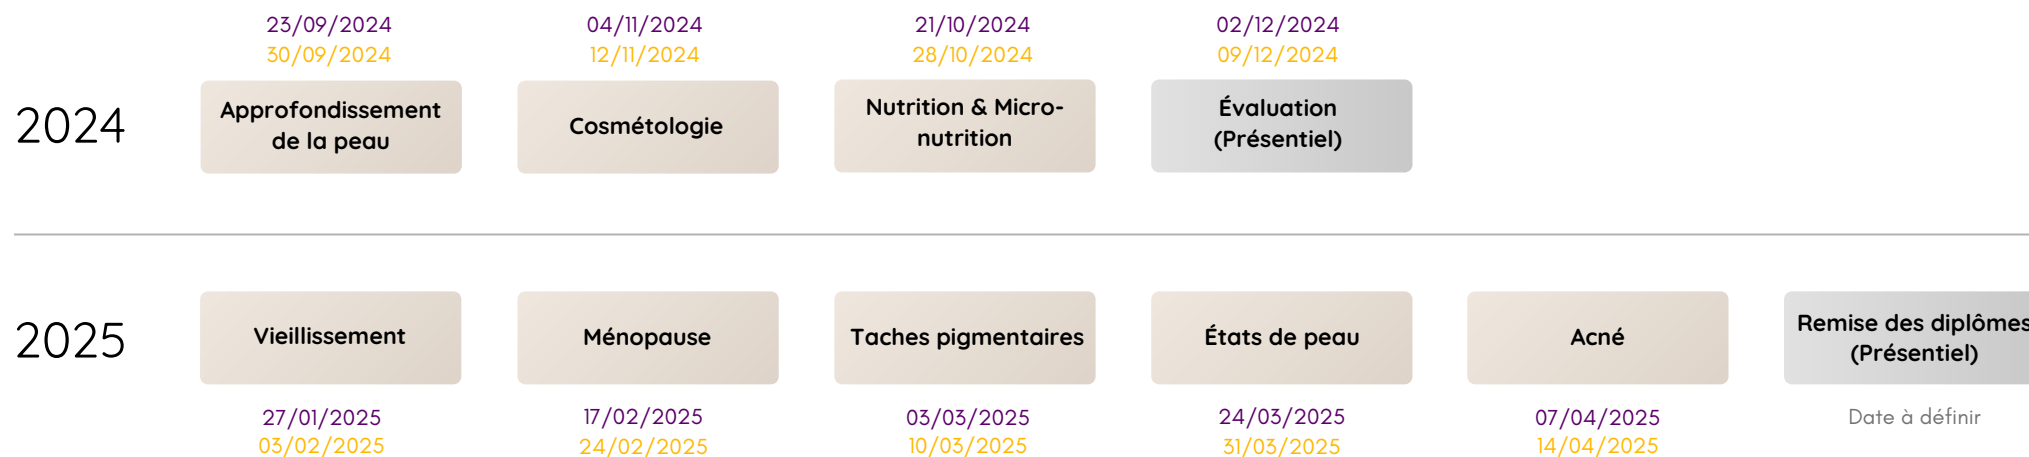 23/09/2024
30/09/2024
04/11/2024
12/11/2024
21/10/2024
28/10/2024
02/12/2024
09/12/2024
2024
Approfondissement
de la peau
Cosmétologie
Nutrition & Micro-
nutrition
Évaluation
(Présentiel)
2025
Vieillissement
Ménopause
Taches pigmentaires
États de peau
Acné
Remise des diplômes
(Présentiel)
27/01/2025
03/02/2025
17/02/2025
24/02/2025
03/03/2025
10/03/2025
24/03/2025
31/03/2025
07/04/2025
14/04/2025
Date à définir